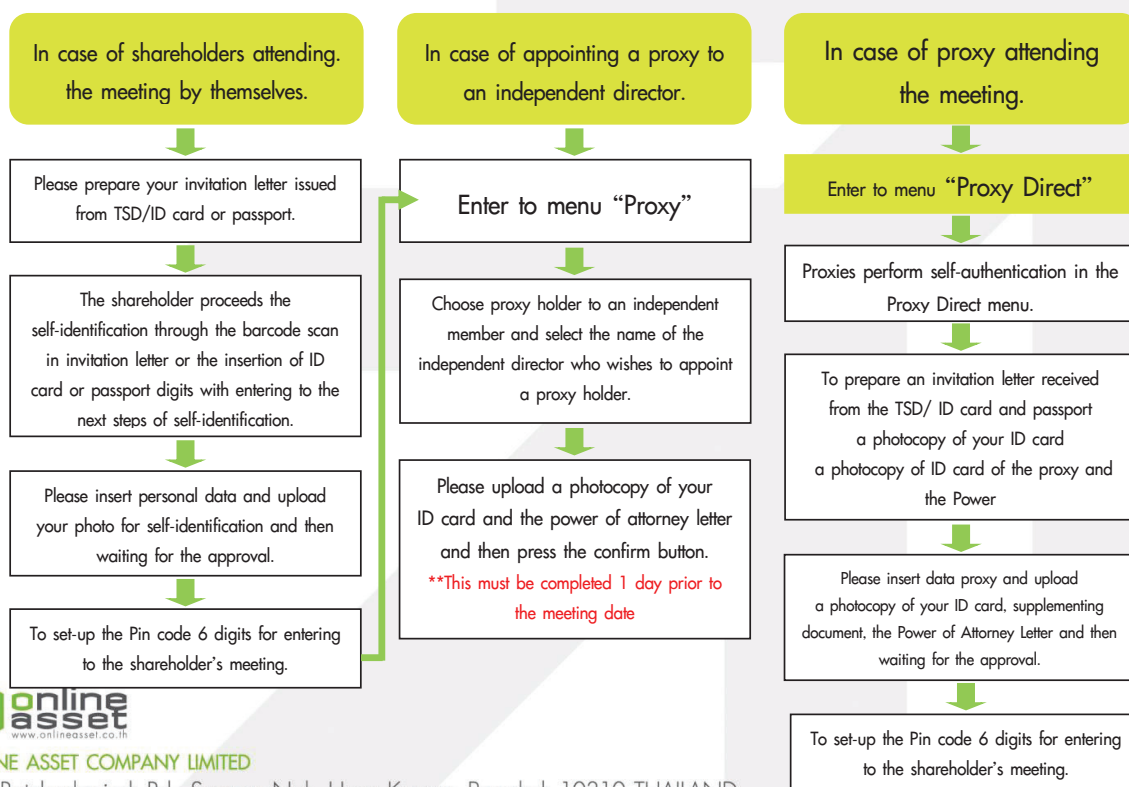 In case of shareholders attending.
the meeting by themselves.
Please prepare your invitation letter issued
from TSD/ID card or passport.
The shareholder proceeds the
self-identification through the barcode scan
in invitation letter or the insertion of ID
card or passport digits with entering to the
next steps of self-identification.
Please insert personal data and upload
your photo for self-identification and then
waiting for the approval.
To set-up the Pin code 6 digits for entering
to the shareholder's meeting.
In case of appointing a proxy to
an independent director.
Enter to menu “Proxy”
Choose proxy holder to an independent
member and select the name of the
independent director who wishes to appoint
a proxy holder.
Please upload a photocopy of your
ID card and the power of attorney letter
and then press the confirm button.
**This must be completed 1 day prior to
the meeting date
In case of proxy attending
the meeting.
Enter to menu “Proxy Direct”
Proxies perform self-authentication in the
Proxy Direct menu.
To prepare an invitation letter received
from the TSD/ ID card and passport
a photocopy of your ID card
a photocopy of ID card of the proxy and
the Power
Please insert data proxy and upload
a photocopy of your ID card, supplementing
document, the Power of Attorney Letter and then
waiting for the approval.
To set-up the Pin code 6 digits for entering
to the shareholder's meeting.
online
asset
www.onlineasset.co.th
NE ASSET COMPANY LIMITED
10210 THAILAND